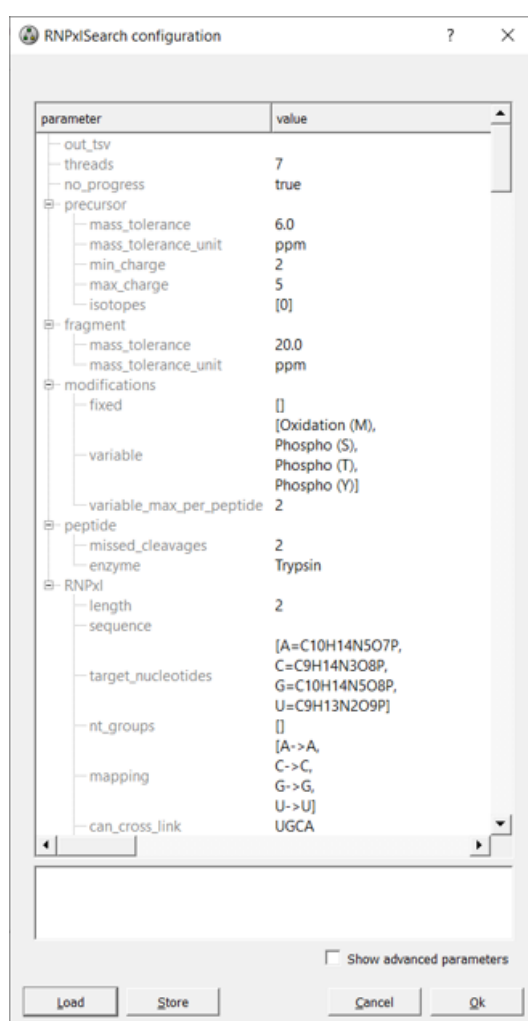 RNPxlSearch configuration ? ×
parameter value
out_tsv
threads 7
no_progress true
precursor
mass_tolerance 6.0
mass_tolerance_unit ppm
min_charge 2
max_charge 5
isotopes [0]
fragment
mass_tolerance 20.0
mass_tolerance_unit ppm
modifications
fixed []
[Oxidation (M),
Phospho (S),
variable
Phospho (T),
Phospho (Y)]
variable_max_per_peptide 2
peptide
missed_cleavages 2
enzyme Trypsin
RNPxl
length 2
sequence
[A=C10H14N5O7P,
C=C9H14N3O8P,
target_nucleotides
G=C10H14N5O8P,
U=C9H13N2O9P]
nt_groups []
[A->A,
C->C,
mapping
G->G,
U->U]
can_cross_link UGCA
Show advanced parameters
Load Store Cancel Ok